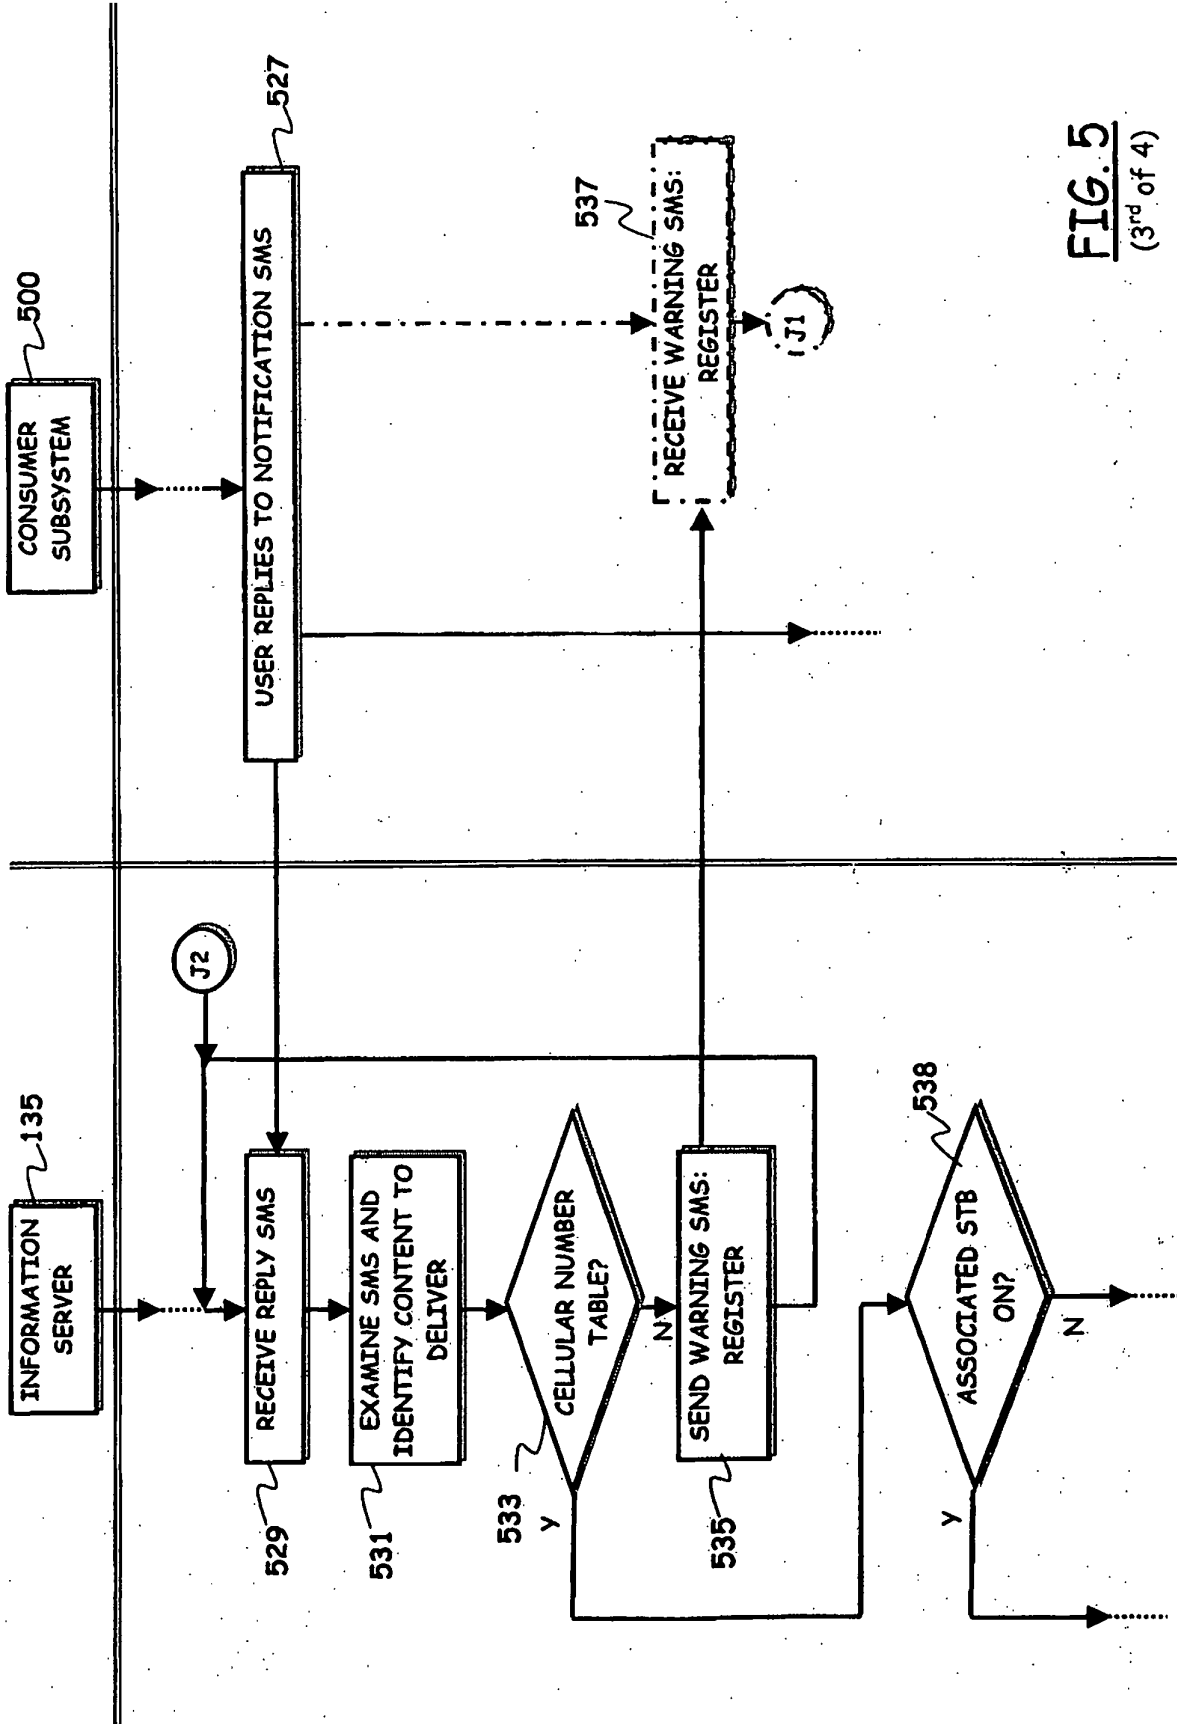 INFORMATION
SERVER
135
CONSUMER
SUBSYSTEM
500
J2
USER REPLIES TO NOTIFICATION SMS
527
RECEIVE REPLY SMS
529
EXAMINE SMS AND
IDENTIFY CONTENT TO
DELIVER
531
CELLULAR NUMBER
TABLE?
533
Y
N
SEND WARNING SMS:
REGISTER
535
RECEIVE WARNING SMS:
REGISTER
537
J1
ASSOCIATED STB
ON?
538
Y
N
FIG. 5
(3rd of 4)